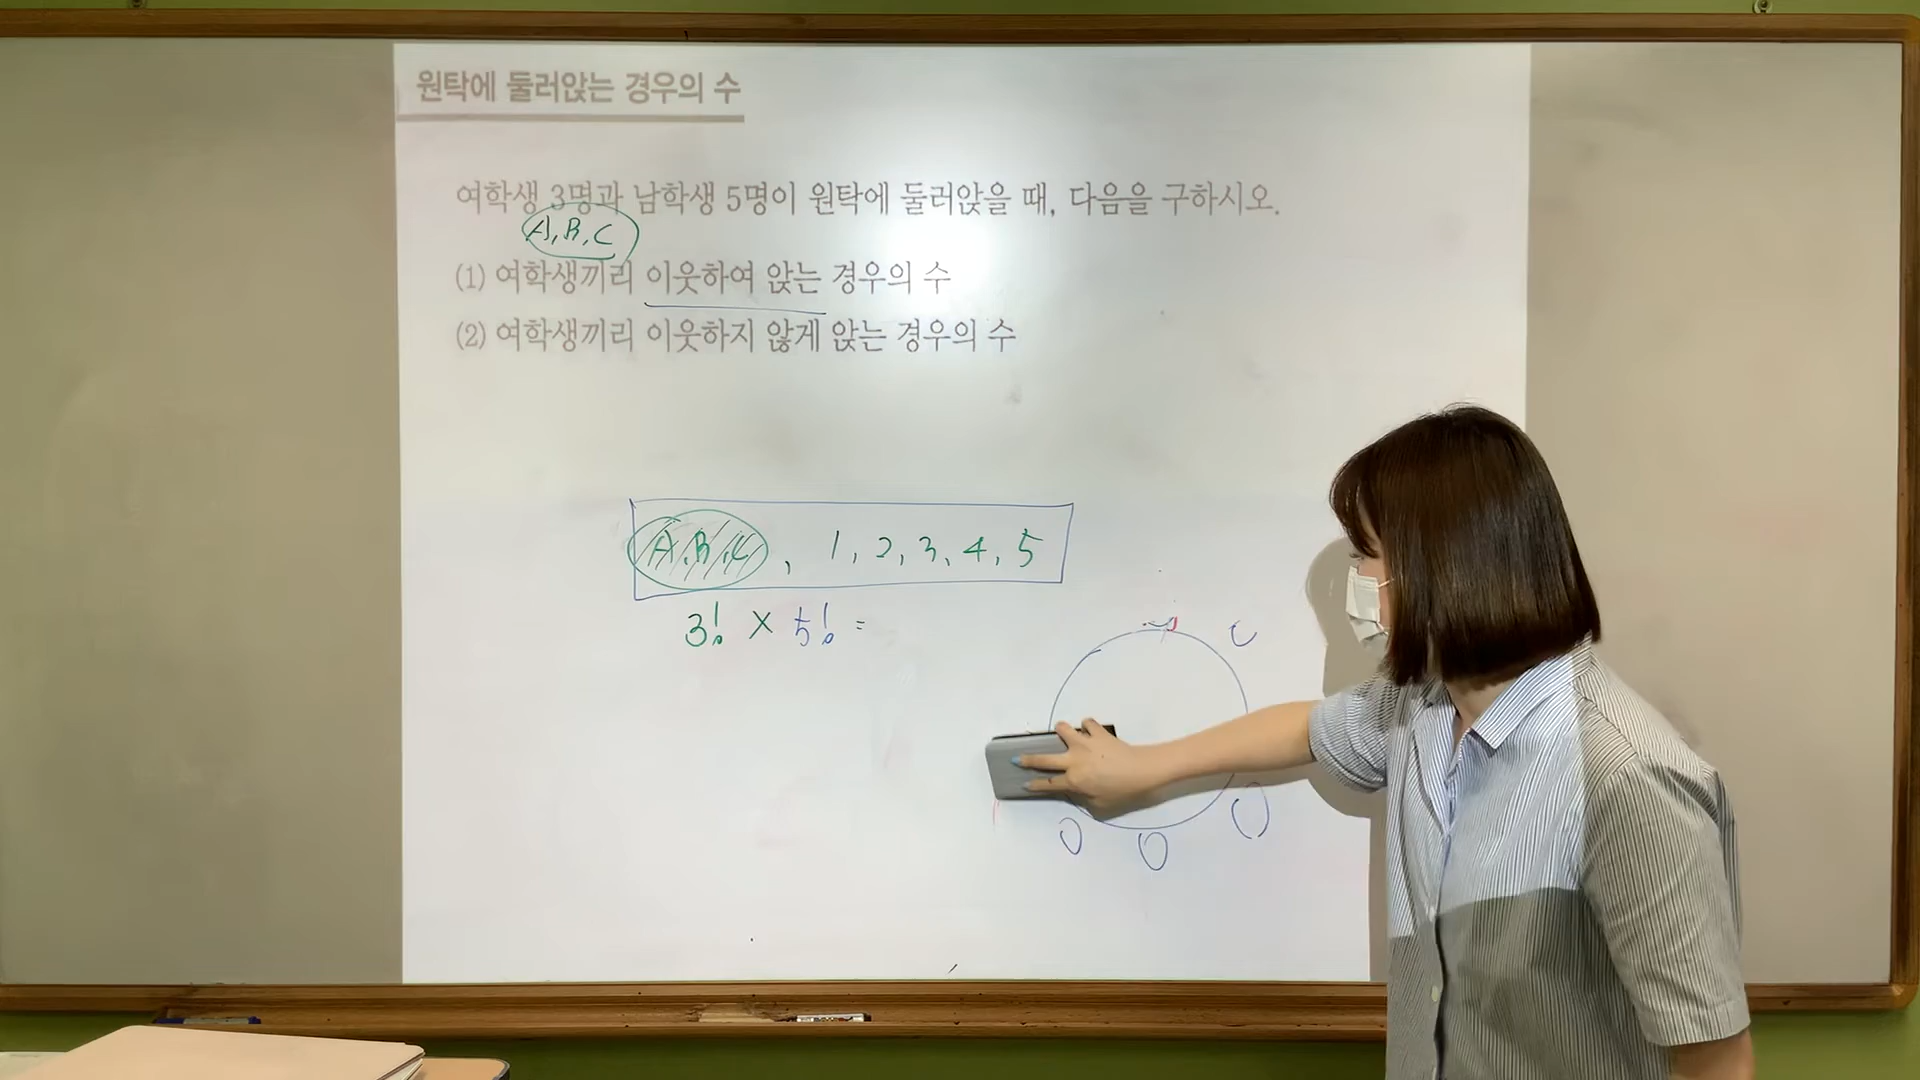 원탁에 둘러앉는 경우의 수
여학생 3명과 남학생 5명이 원탁에 둘러앉을 때, 다음을 구하시오.
A, B, C
(1) 여학생끼리 이웃하여 앉는 경우의 수
(2) 여학생끼리 이웃하지 않게 앉는 경우의 수
A, B, C , 1, 2, 3, 4, 5
3! × 5! =